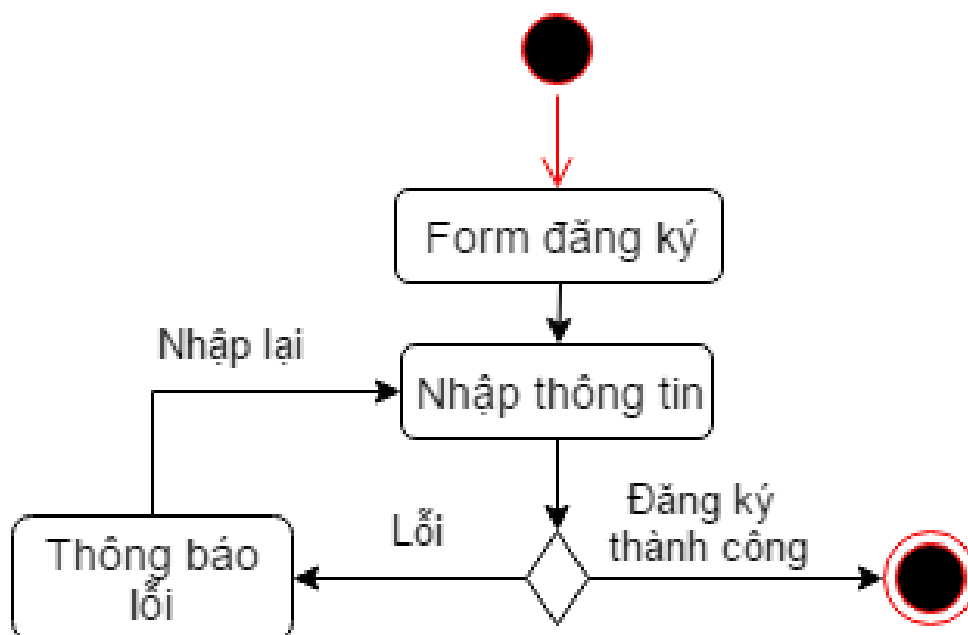 Form đăng ký
Nhập lại
Nhập thông tin
Lỗi
Đăng ký
thành công
Thông báo
lỗi